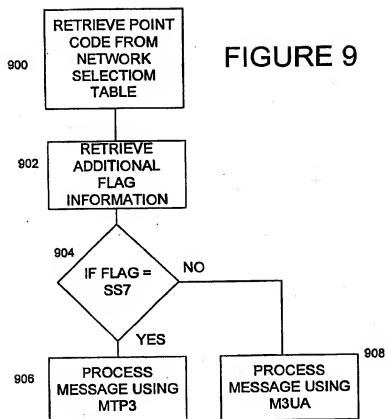 RETRIEVE POINT
CODE FROM
NETWORK
SELECTIOM
TABLE
900
FIGURE 9
RETRIEVE
ADDITIONAL
FLAG
INFORMATION
902
904
IF FLAG =
SS7
NO
YES
906
PROCESS
MESSAGE USING
MTP3
PROCESS
MESSAGE USING
M3UA
908